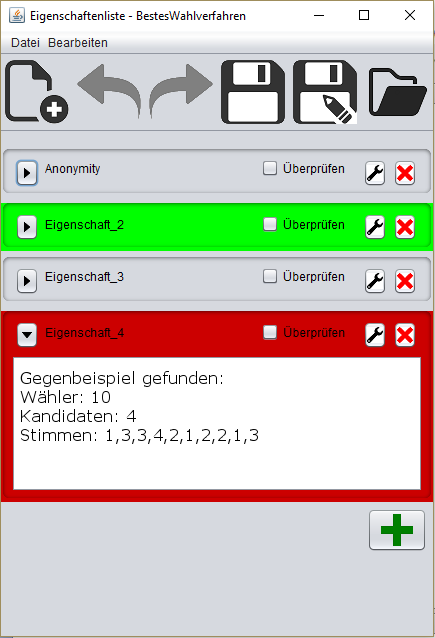 Eigenschaftenliste - BestesWahlverfahren
Datei Bearbeiten
Anonymity Überprüfen
Eigenschaft_2 Überprüfen
Eigenschaft_3 Überprüfen
Eigenschaft_4 Überprüfen
Gegenbeispiel gefunden:
Wähler: 10
Kandidaten: 4
Stimmen: 1,3,3,4,2,1,2,2,1,3